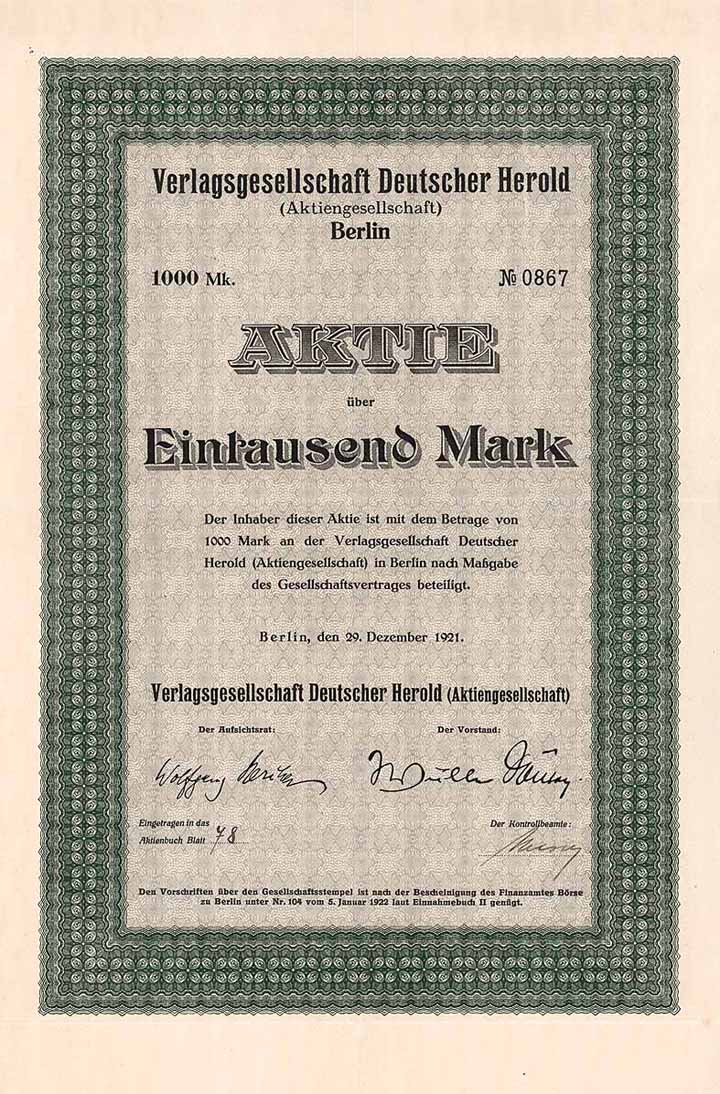 Verlagsgesellschaft Deutscher Herold
(Aktiengesellschaft)
Berlin
1000 Mk. № 0867
AKTIE
über
Eintausend Mark
Der Inhaber dieser Aktie ist mit dem Betrage von
1000 Mark an der Verlagsgesellschaft Deutscher
Herold (Aktiengesellschaft) in Berlin nach Maßgabe
des Gesellschaftsvertrages beteiligt.
Berlin, den 29. Dezember 1921.
Verlagsgesellschaft Deutscher Herold (Aktiengesellschaft)
Der Aufsichtsrat: Der Vorstand:
Wolfgang
Eingetragen in das Der Kontrollbeamte:
Aktienbuch Blatt 78
Den Vorschriften über den Gesellschaftsstempel ist nach der Bescheinigung des Finanzamtes Börse
zu Berlin unter Nr. 104 vom 5. Januar 1922 laut Einnahmebuch II genügt.